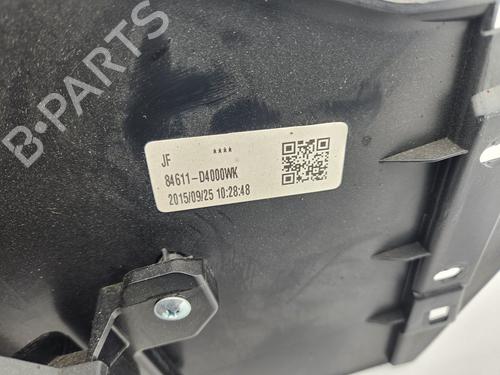 B-PARTS
JF ****
84611-D4000WK
2015/09/25 10:28:48